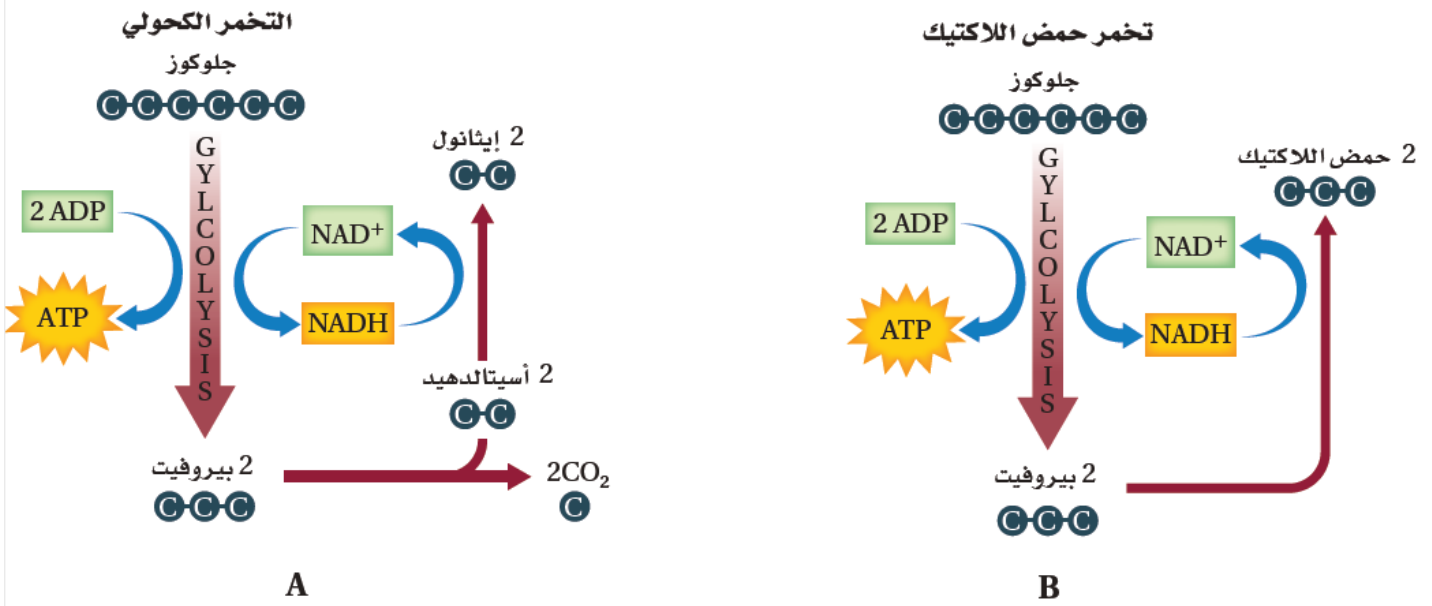 التخمر الكحولي
جلوكوز
C-C-C-C-C-C
GYLCOLYSIS
2 ADP
ATP
NAD+
NADH
2 إيثانول
C-C
2 أسيتالدهيد
C-C
2 بيروفيت
C-C-C
2CO₂
C
A
تخمر حمض اللاكتيك
جلوكوز
C-C-C-C-C-C
GYLCOLYSIS
2 ADP
ATP
NAD+
NADH
2 حمض اللاكتيك
C-C-C
2 بيروفيت
C-C-C
B